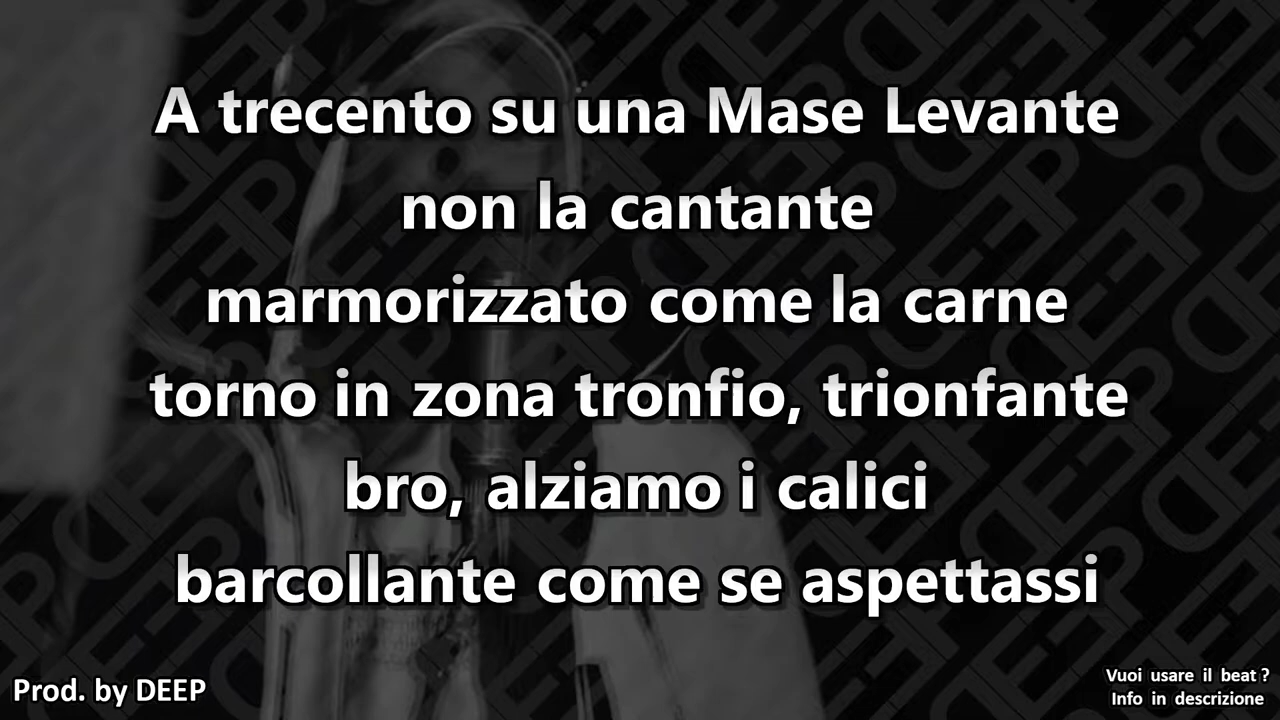 A trecento su una Mase Levante
non la cantante
marmorizzato come la carne
torno in zona tronfio, trionfante
bro, alziamo i calici
barcollante come se aspettassi
Prod. by DEEP
Vuoi usare il beat ?
Info in descrizione